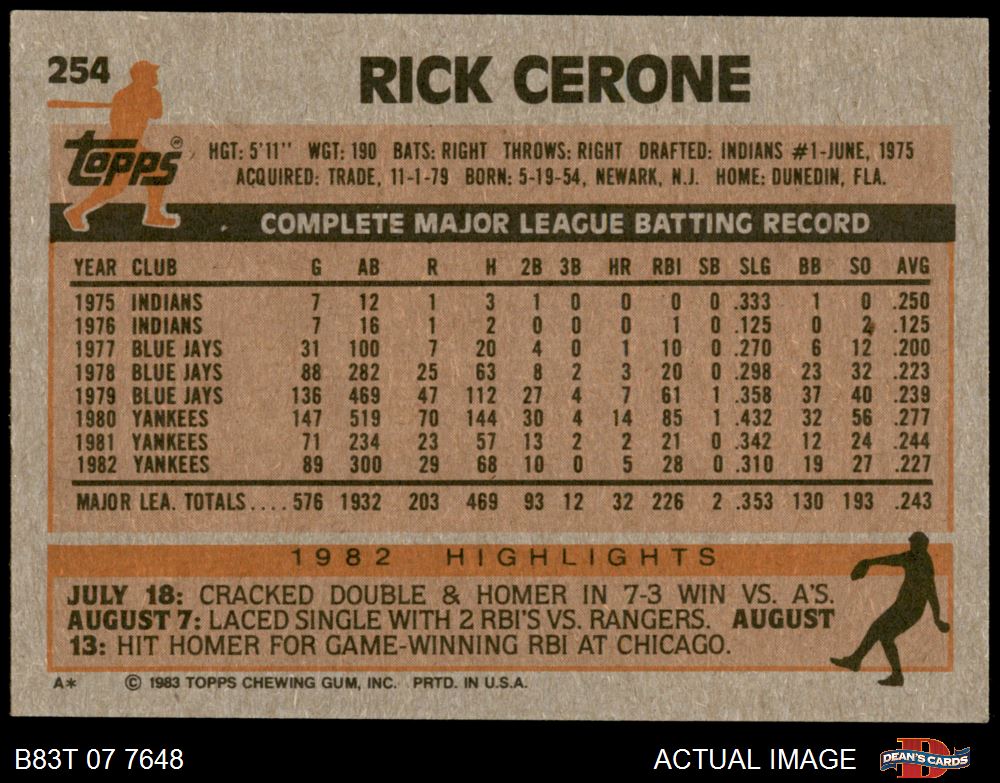 254
RICK CERONE
topps ®
HGT: 5'11" WGT: 190 BATS: RIGHT THROWS: RIGHT DRAFTED: INDIANS #1-JUNE, 1975
ACQUIRED: TRADE, 11-1-79 BORN: 5-19-54, NEWARK, N.J. HOME: DUNEDIN, FLA.
COMPLETE MAJOR LEAGUE BATTING RECORD
YEAR CLUB G AB R H 2B 3B HR RBI SB SLG BB SO AVG
1975 INDIANS 7 12 1 3 1 0 0 0 0 .333 1 0 .250
1976 INDIANS 7 16 1 2 0 0 0 1 0 .125 0 2 .125
1977 BLUE JAYS 31 100 7 20 4 0 1 10 0 .270 6 12 .200
1978 BLUE JAYS 88 282 25 63 8 2 3 20 0 .298 23 32 .223
1979 BLUE JAYS 136 469 47 112 27 4 7 61 1 .358 37 40 .239
1980 YANKEES 147 519 70 144 30 4 14 85 1 .432 32 56 .277
1981 YANKEES 71 234 23 57 13 2 2 21 0 .342 12 24 .244
1982 YANKEES 89 300 29 68 10 0 5 28 0 .310 19 27 .227
MAJOR LEA. TOTALS.... 576 1932 203 469 93 12 32 226 2 .353 130 193 .243
1982 HIGHLIGHTS
JULY 18: CRACKED DOUBLE & HOMER IN 7-3 WIN VS. A'S.
AUGUST 7: LACED SINGLE WITH 2 RBI'S VS. RANGERS. AUGUST
13: HIT HOMER FOR GAME-WINNING RBI AT CHICAGO.
A* © 1983 TOPPS CHEWING GUM, INC. PRTD. IN U.S.A.
B83T 07 7648 ACTUAL IMAGE DEAN'S CARDS